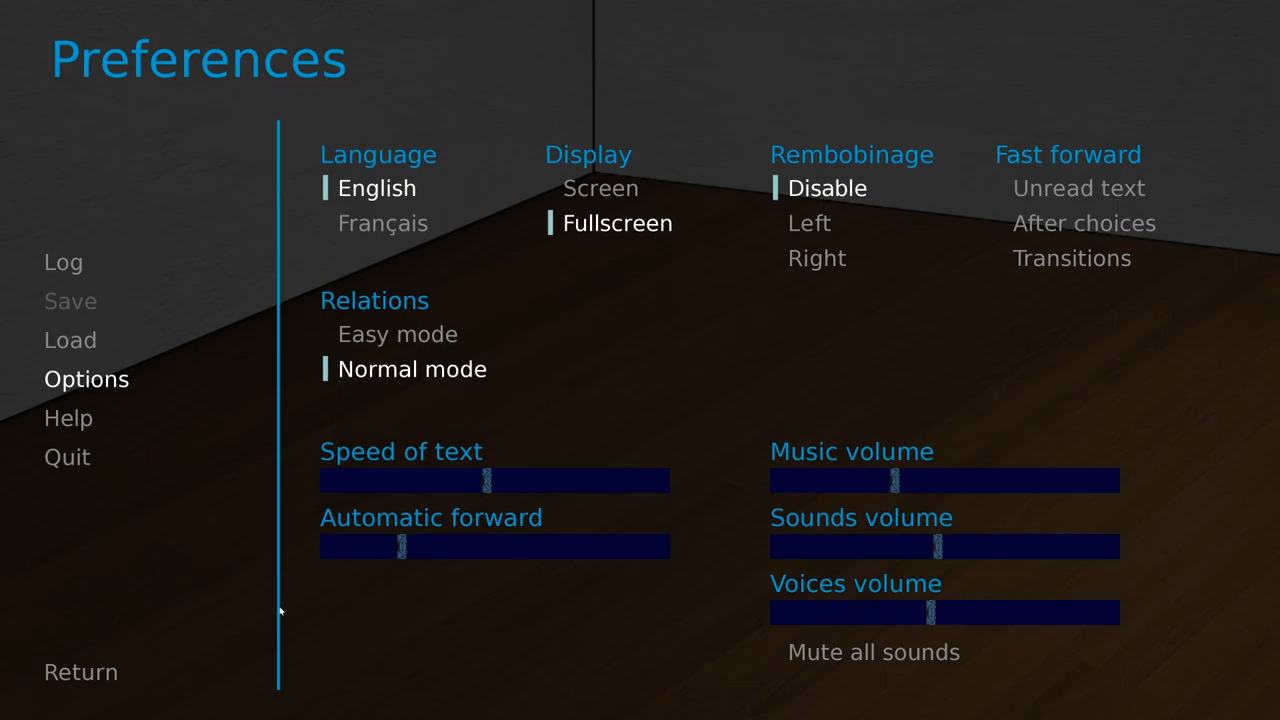 Preferences
Log
Save
Load
Options
Help
Quit
Return
Language
English
Français
Display
Screen
Fullscreen
Rembobinage
Disable
Left
Right
Fast forward
Unread text
After choices
Transitions
Relations
Easy mode
Normal mode
Speed of text
Automatic forward
Music volume
Sounds volume
Voices volume
Mute all sounds